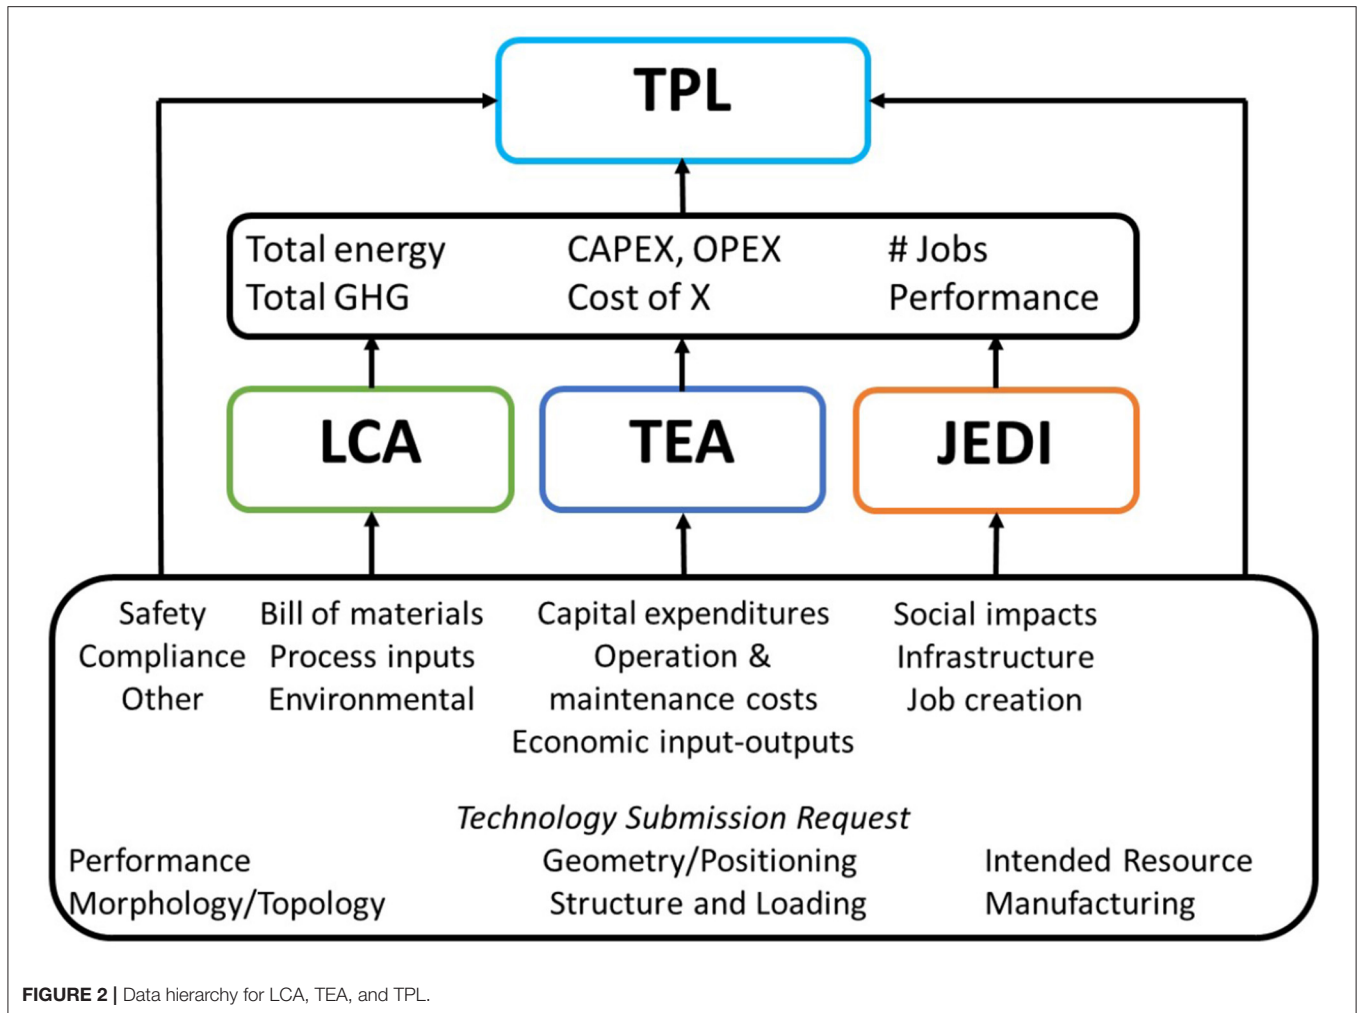 TPL
Total energy CAPEX, OPEX # Jobs
Total GHG Cost of X Performance
LCA TEA JEDI
Safety Bill of materials Capital expenditures Social impacts
Compliance Process inputs Operation & Infrastructure
Other Environmental maintenance costs Job creation
Economic input-outputs
Technology Submission Request
Performance Geometry/Positioning Intended Resource
Morphology/Topology Structure and Loading Manufacturing
FIGURE 2 | Data hierarchy for LCA, TEA, and TPL.